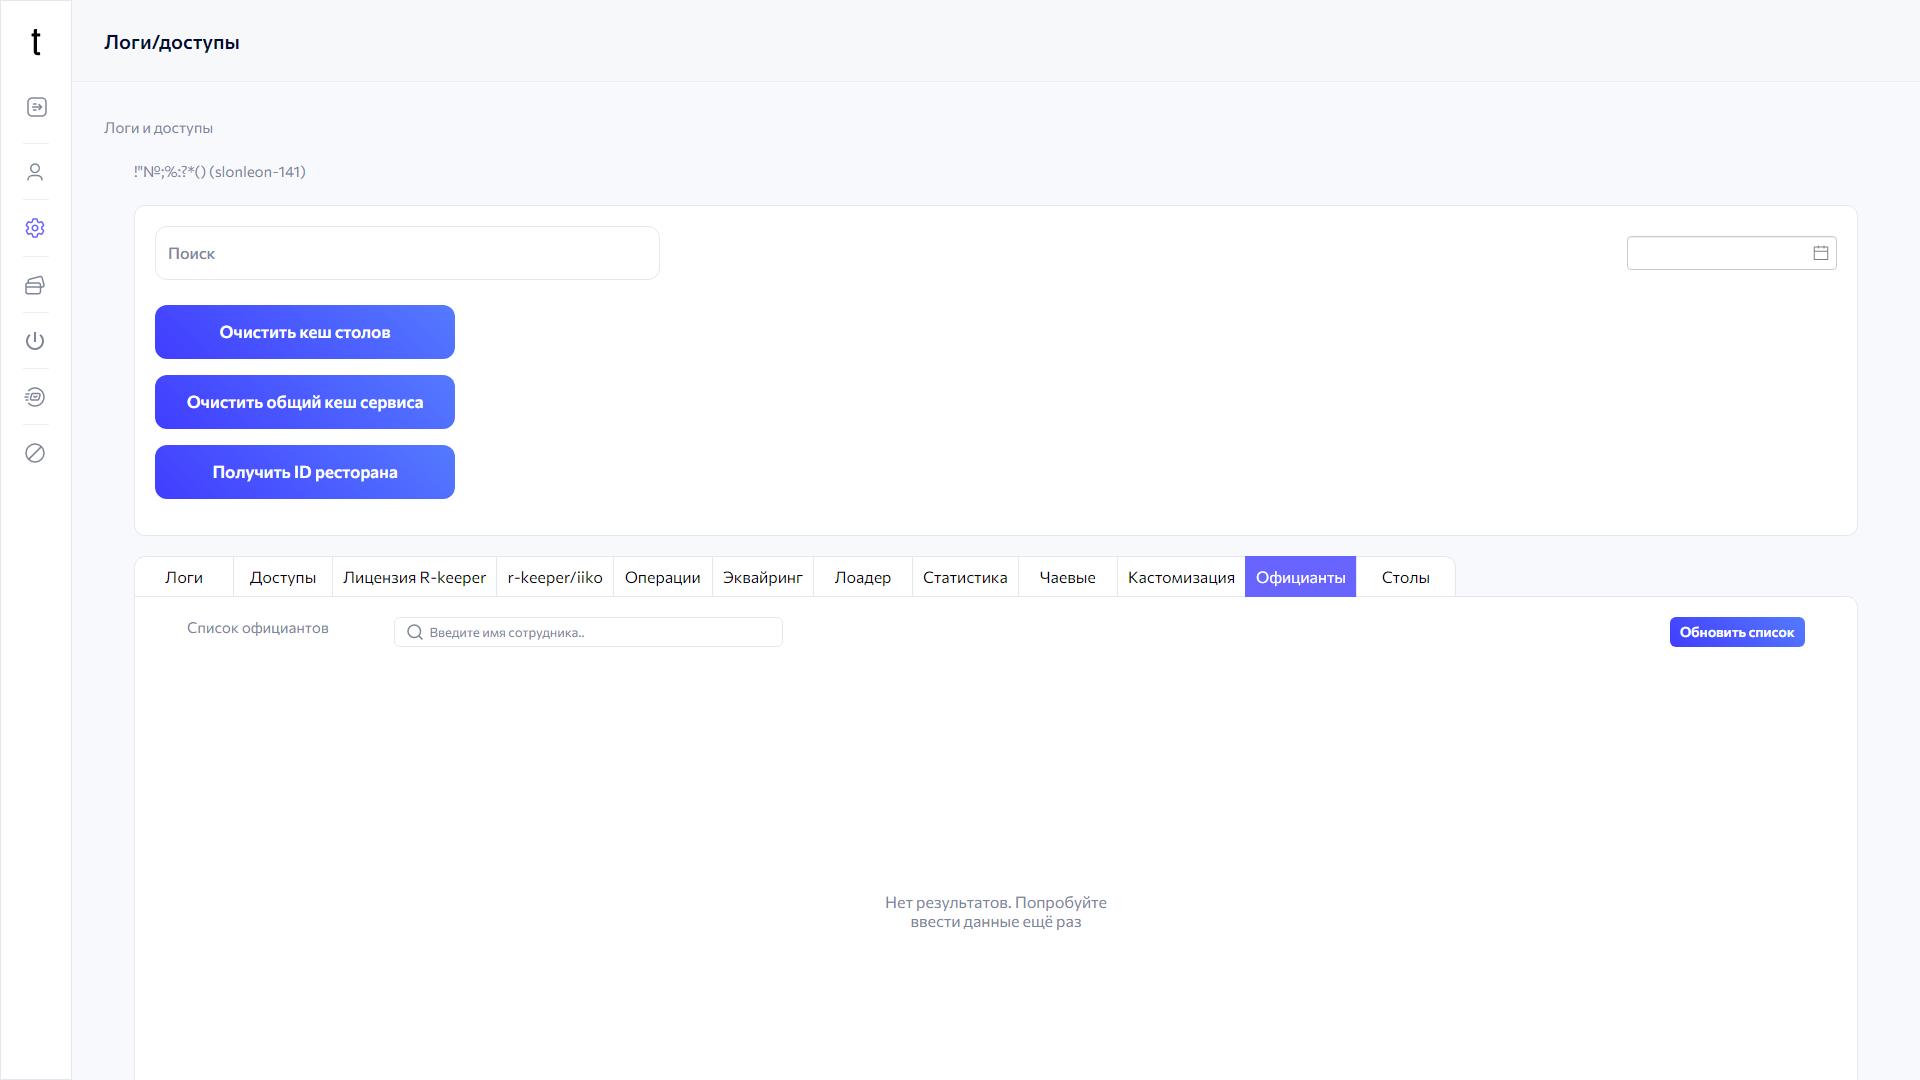 t
Логи/доступы
Логи и доступы
!"№;%:?*() (slonleon-141)
Поиск
Очистить кеш столов
Очистить общий кеш сервиса
Получить ID ресторана
Логи Доступы Лицензия R-keeper r-keeper/iiko Операции Эквайринг Лоадер Статистика Чаевые Кастомизация Официанты Столы
Список официантов Введите имя сотрудника.. Обновить список
Нет результатов. Попробуйте
ввести данные ещё раз